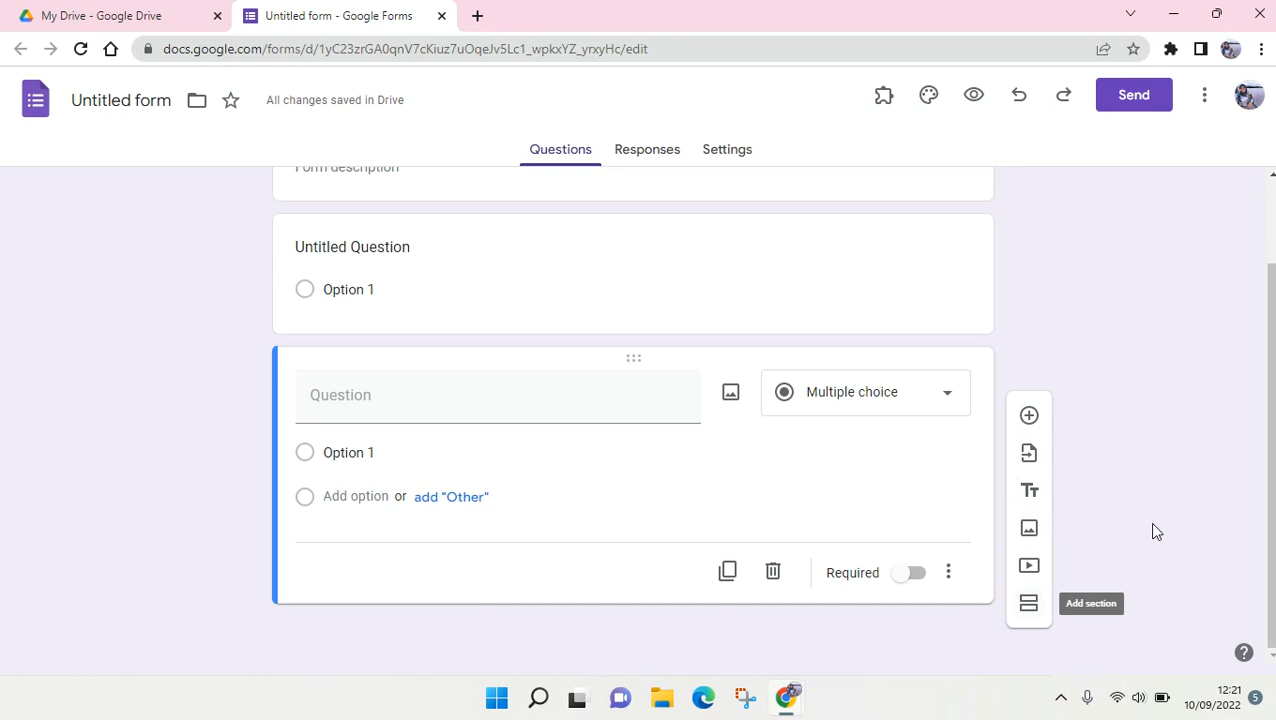 My Drive - Google Drive
Untitled form - Google Forms
docs.google.com/forms/d/1yC23zrGA0qnV7cKiuz7uOqeJv5Lc1_wpkxYZ_yrxyHc/edit
Untitled form
All changes saved in Drive
Send
Questions
Responses
Settings
Form description
Untitled Question
Option 1
Question
Multiple choice
Option 1
Add option or add "Other"
Required
Add section
12:21
10/09/2022
5